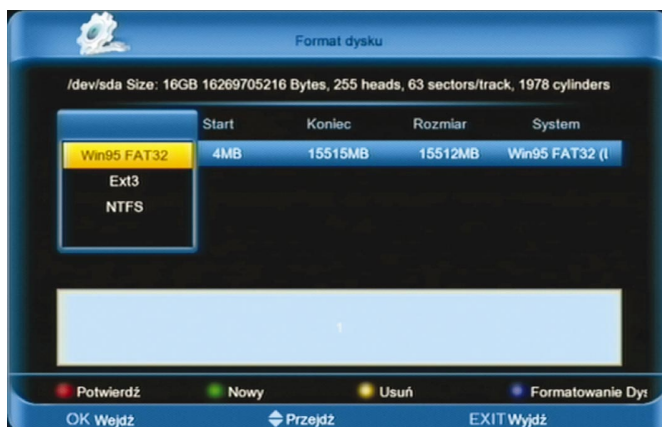 Format dysku
/dev/sda Size: 16GB 16269705216 Bytes, 255 heads, 63 sectors/track, 1978 cylinders
Start Koniec Rozmiar System
Win95 FAT32 4MB 15515MB 15512MB Win95 FAT32 (L
Ext3
NTFS
1
Potwierdź Nowy Usuń Formatowanie Dys
OK Wejdź Przejdź EXIT Wyjdź